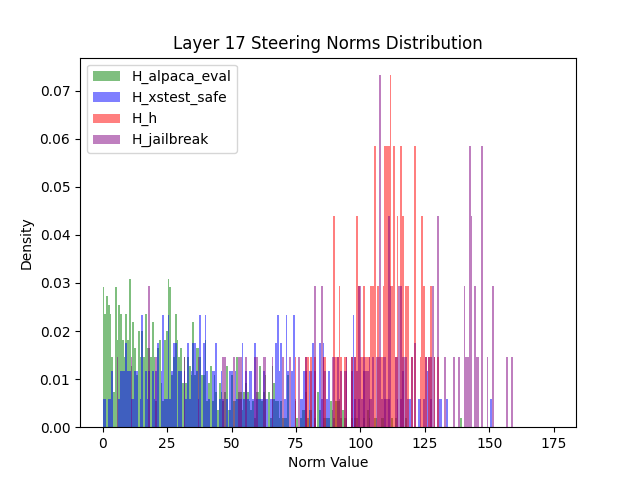 Layer 17 Steering Norms Distribution
H_alpaca_eval
H_xstest_safe
H_h
H_jailbreak
0.07
0.06
0.05
0.04
0.03
0.02
0.01
0.00
Density
0 25 50 75 100 125 150 175
Norm Value